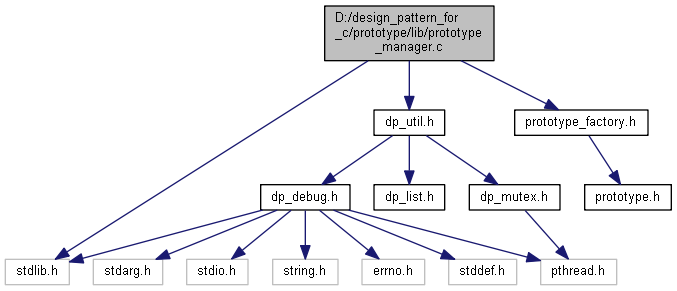 D:/design_pattern_for
_c/prototype/lib/prototype
_manager.c
dp_util.h
prototype_factory.h
dp_debug.h
dp_list.h
dp_mutex.h
prototype.h
stdlib.h
stdarg.h
stdio.h
string.h
errno.h
stddef.h
pthread.h